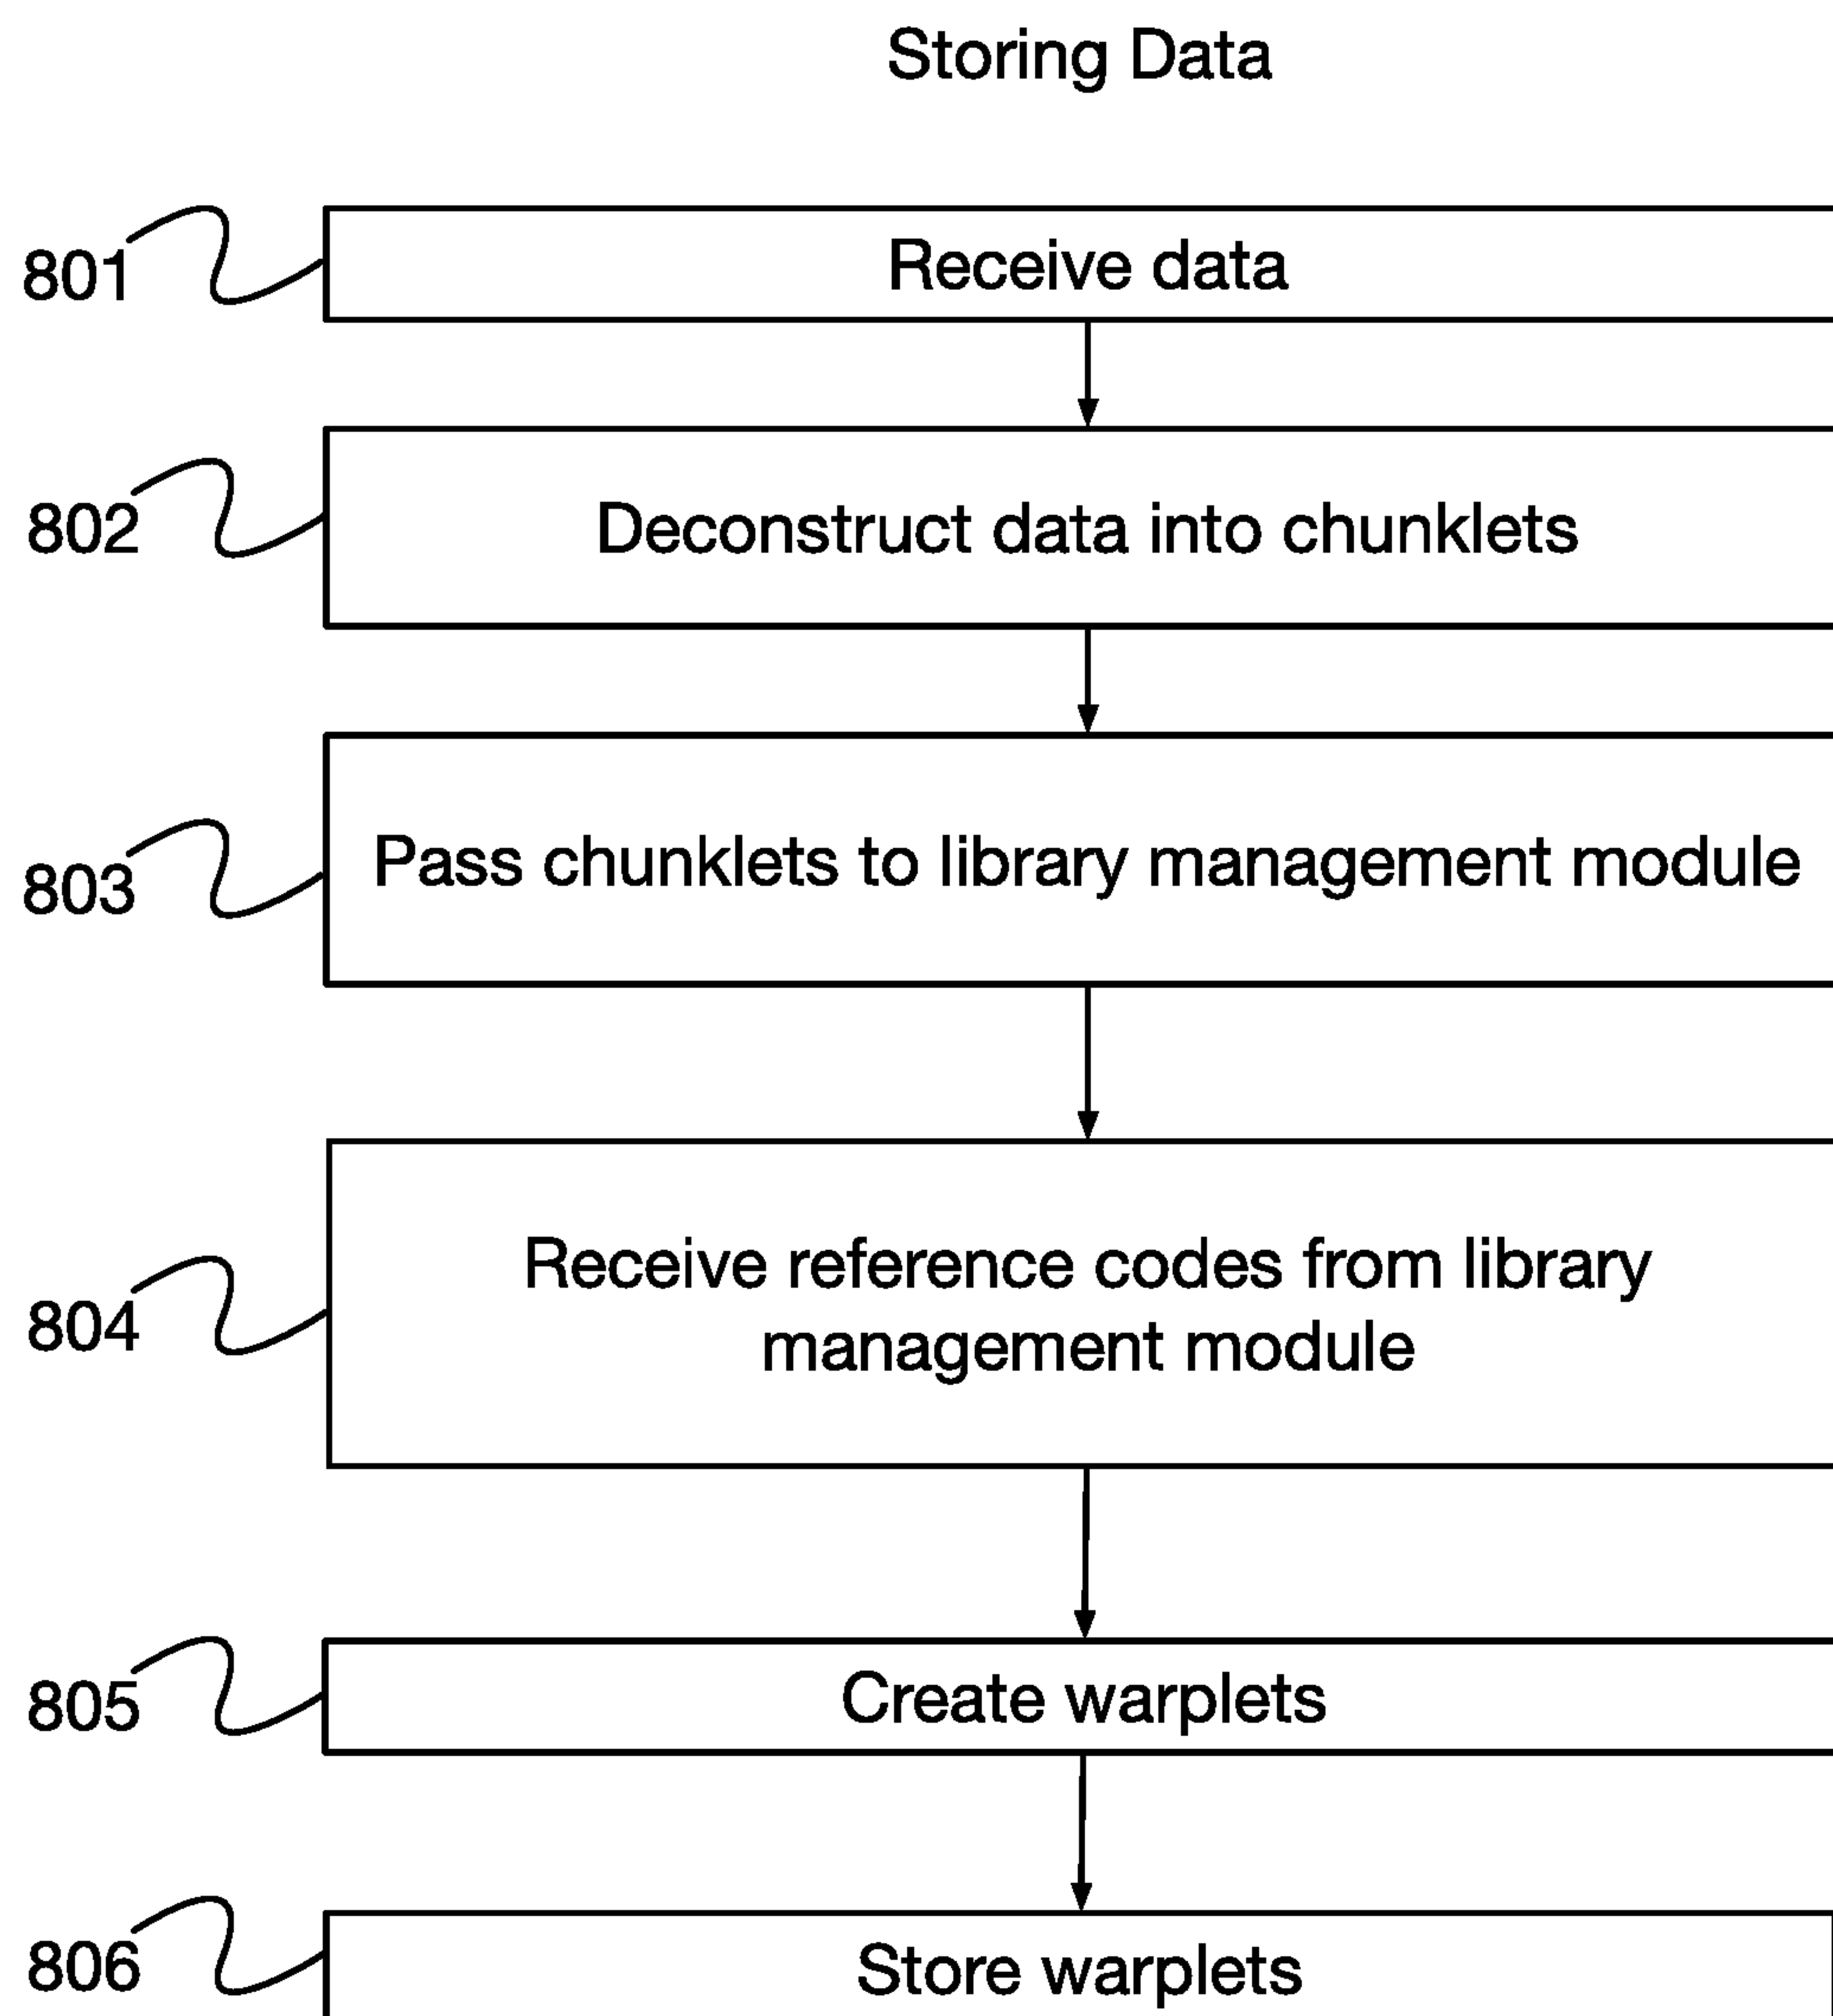 Storing Data
801
Receive data
802
Deconstruct data into chunklets
803
Pass chunklets to library management module
804
Receive reference codes from library
management module
805
Create warplets
806
Store warplets